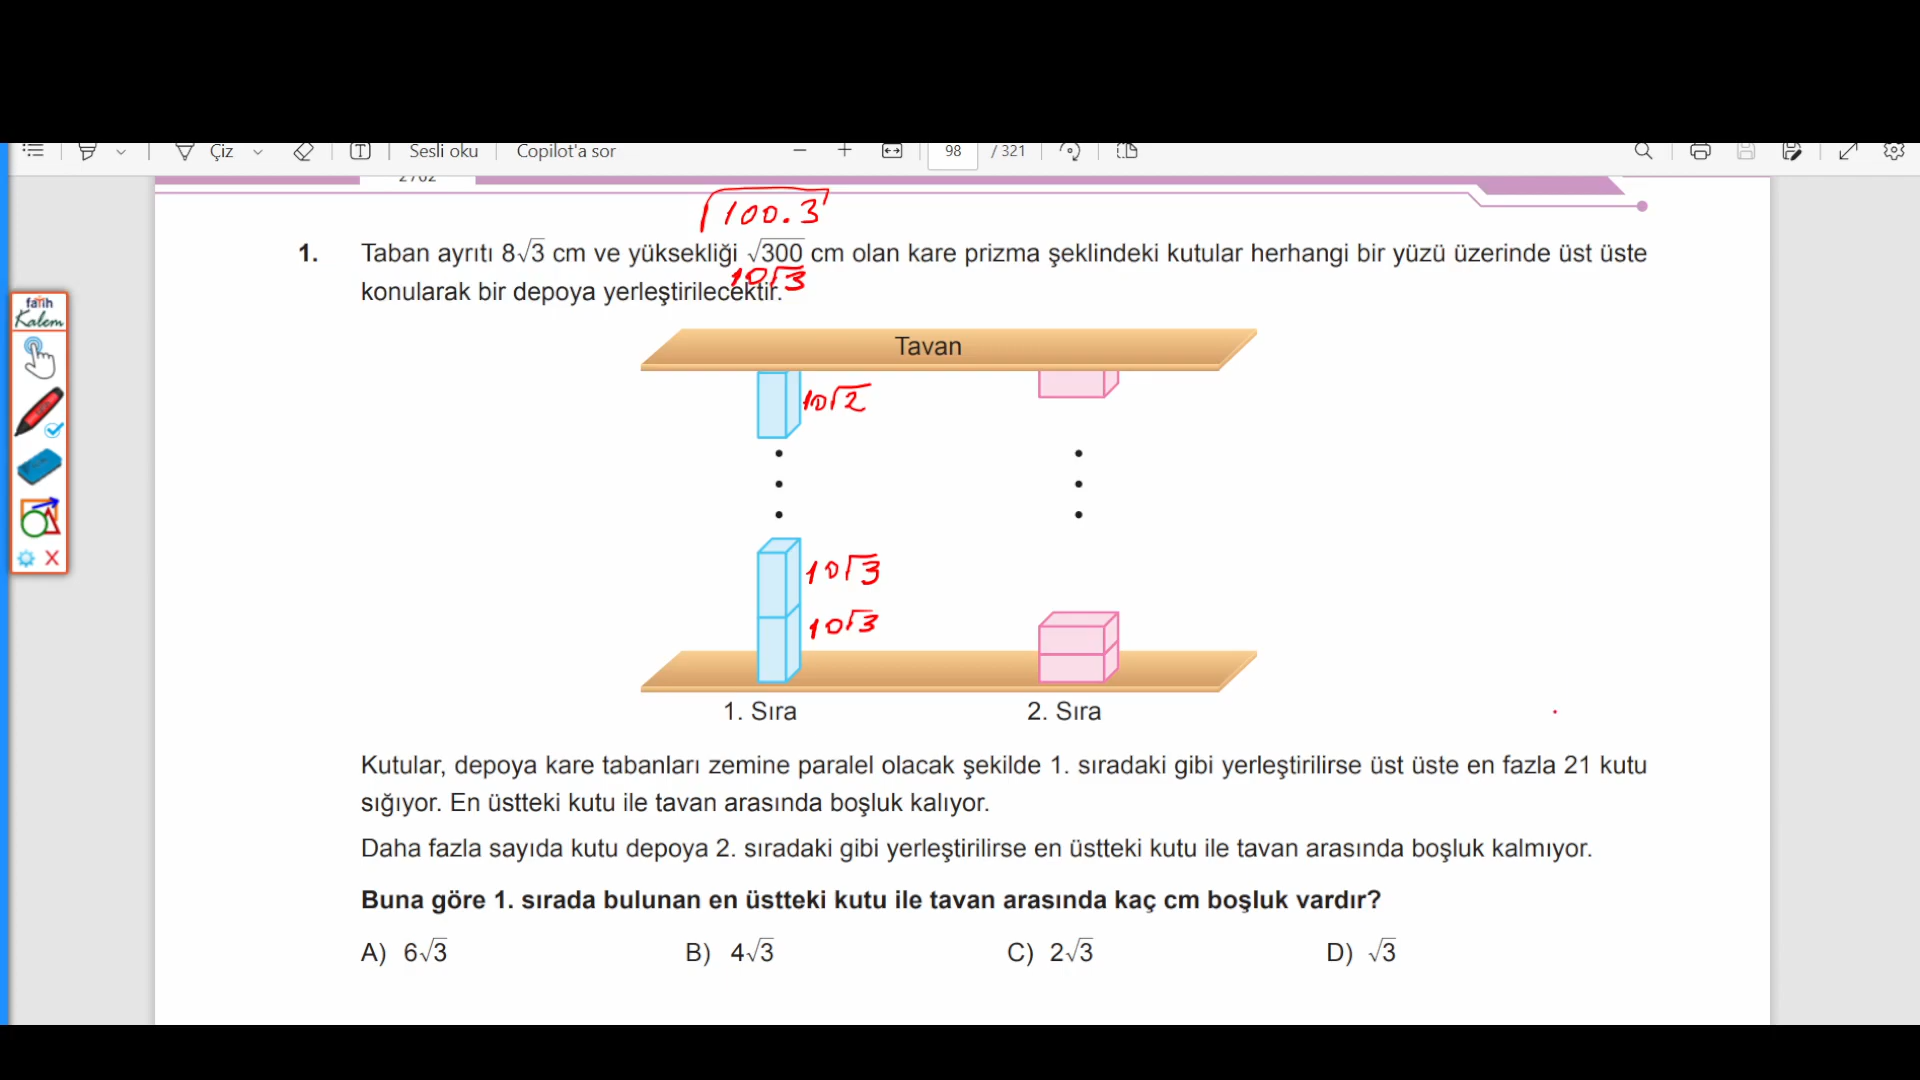 Çiz
Sesli oku
Copilot'a sor
98 / 321
2762
√100.3
1. Taban ayrıtı 8√3 cm ve yüksekliği √300 cm olan kare prizma şeklindeki kutular herhangi bir yüzü üzerinde üst üste
10√3
konularak bir depoya yerleştirilecektir.
fatih
Kalem
Tavan
10√2
10√3
10√3
1. Sıra
2. Sıra
Kutular, depoya kare tabanları zemine paralel olacak şekilde 1. sıradaki gibi yerleştirilirse üst üste en fazla 21 kutu
sığıyor. En üstteki kutu ile tavan arasında boşluk kalıyor.
Daha fazla sayıda kutu depoya 2. sıradaki gibi yerleştirilirse en üstteki kutu ile tavan arasında boşluk kalmıyor.
Buna göre 1. sırada bulunan en üstteki kutu ile tavan arasında kaç cm boşluk vardır?
A) 6√3 B) 4√3 C) 2√3 D) √3